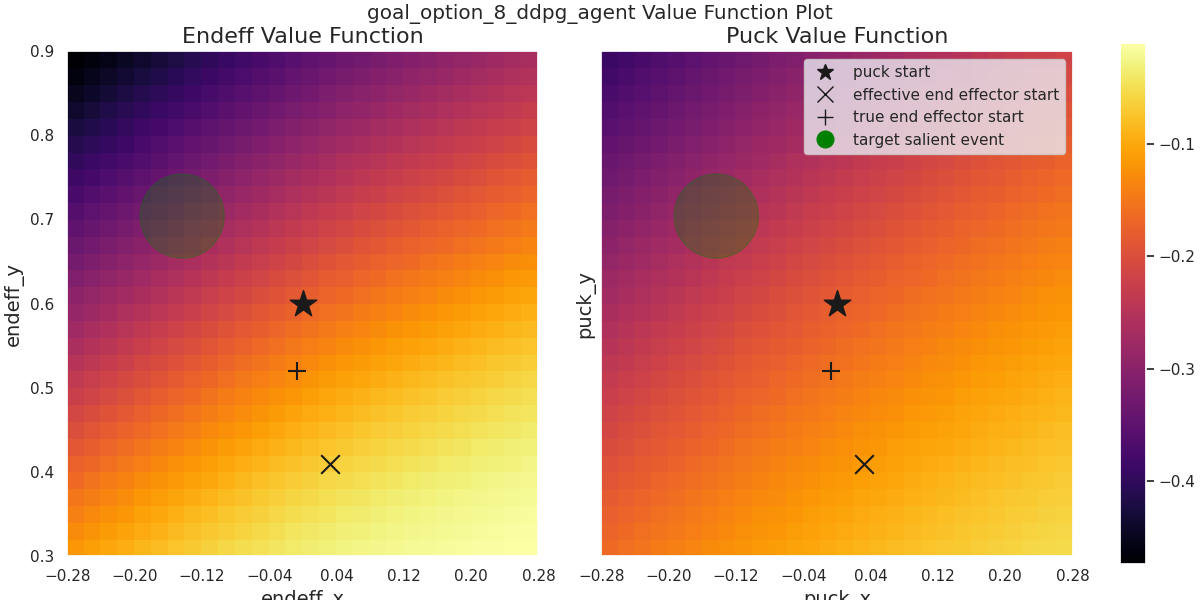 goal_option_8_ddpg_agent Value Function Plot
Endeff Value Function
Puck Value Function
0.9
0.8
0.7
0.6
0.5
0.4
0.3
endeff_y
−0.28 −0.20 −0.12 −0.04 0.04 0.12 0.20 0.28
endeff_x
puck start
effective end effector start
true end effector start
target salient event
puck_y
−0.28 −0.20 −0.12 −0.04 0.04 0.12 0.20 0.28
puck_x
−0.1
−0.2
−0.3
−0.4